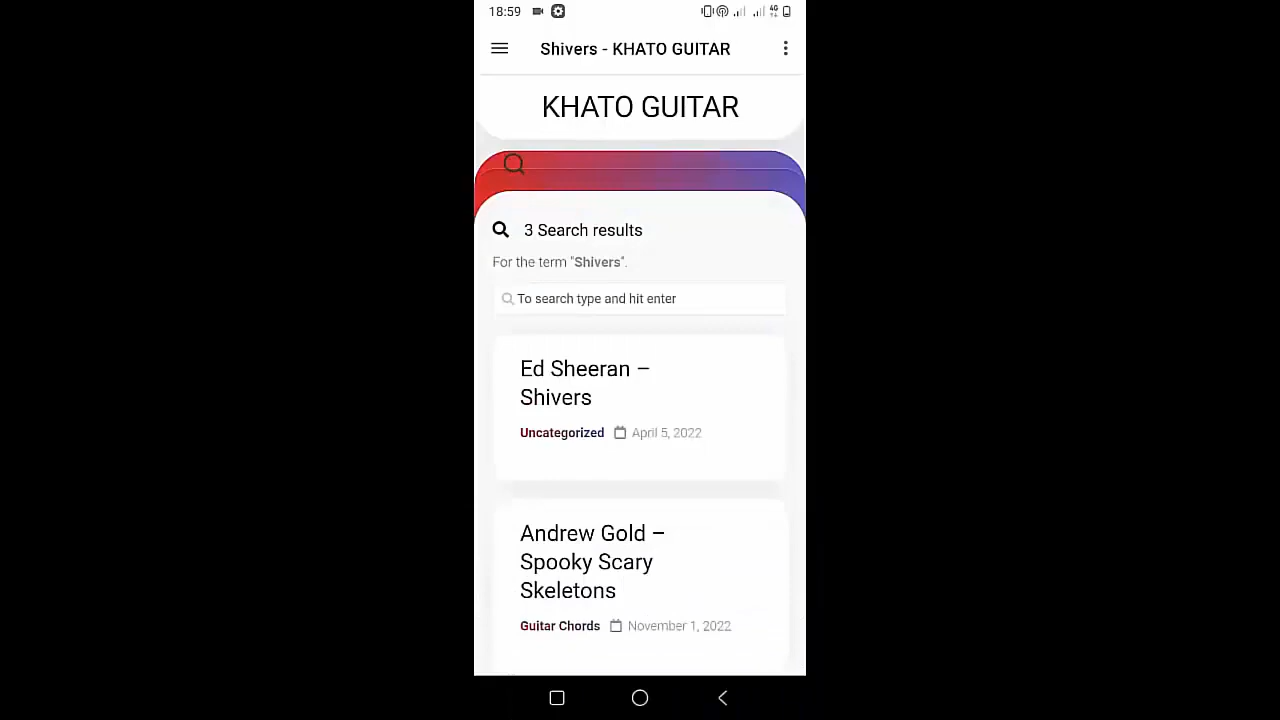 18:59
4G
Shivers - KHATO GUITAR
KHATO GUITAR
3 Search results
For the term "Shivers".
To search type and hit enter
Ed Sheeran –
Shivers
Uncategorized April 5, 2022
Andrew Gold –
Spooky Scary
Skeletons
Guitar Chords November 1, 2022